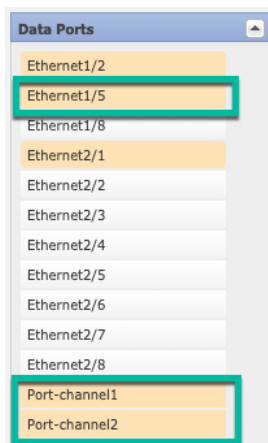 Data Ports
Ethernet1/2
Ethernet1/5
Ethernet1/8
Ethernet2/1
Ethernet2/2
Ethernet2/3
Ethernet2/4
Ethernet2/5
Ethernet2/6
Ethernet2/7
Ethernet2/8
Port-channel1
Port-channel2